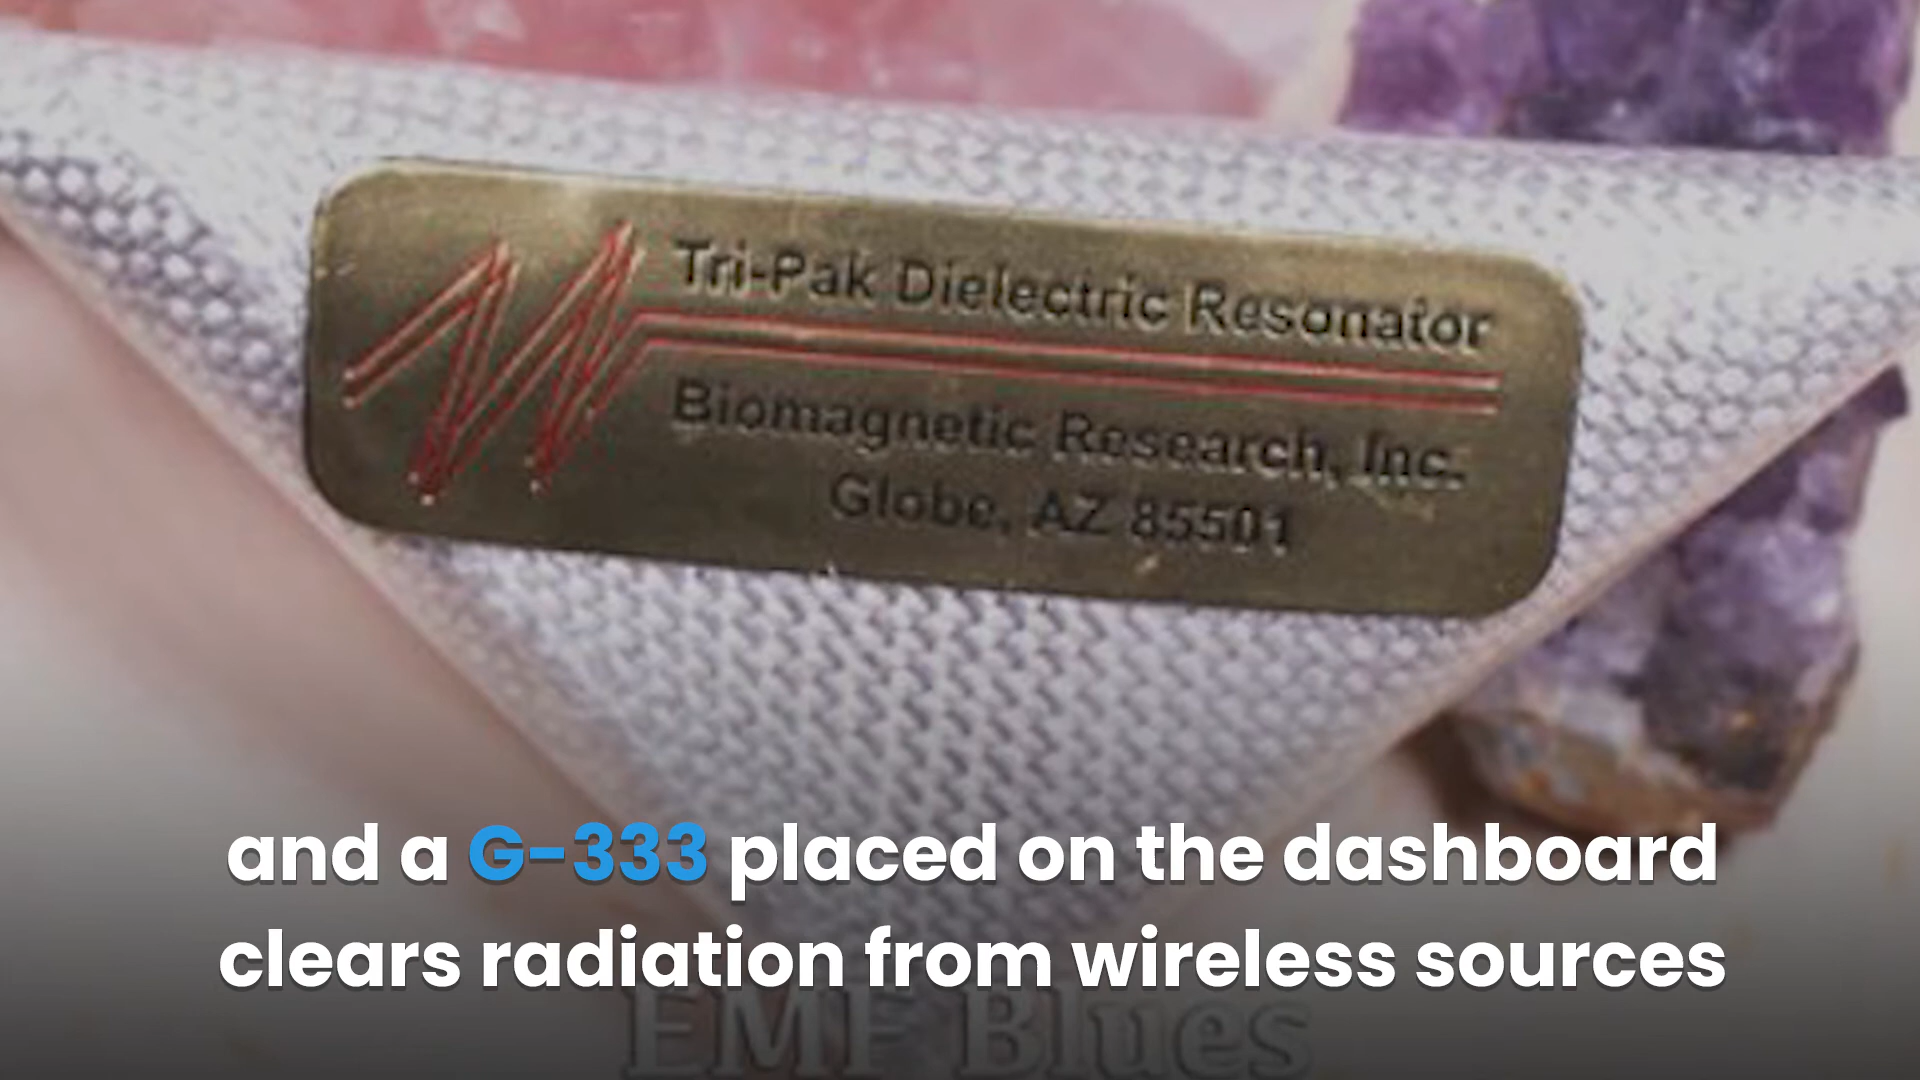 Tri-Pak Dielectric Resonator
Biomagnetic Research, Inc.
Globe, AZ 85501
and a G-333 placed on the dashboard
clears radiation from wireless sources
EMF Blues